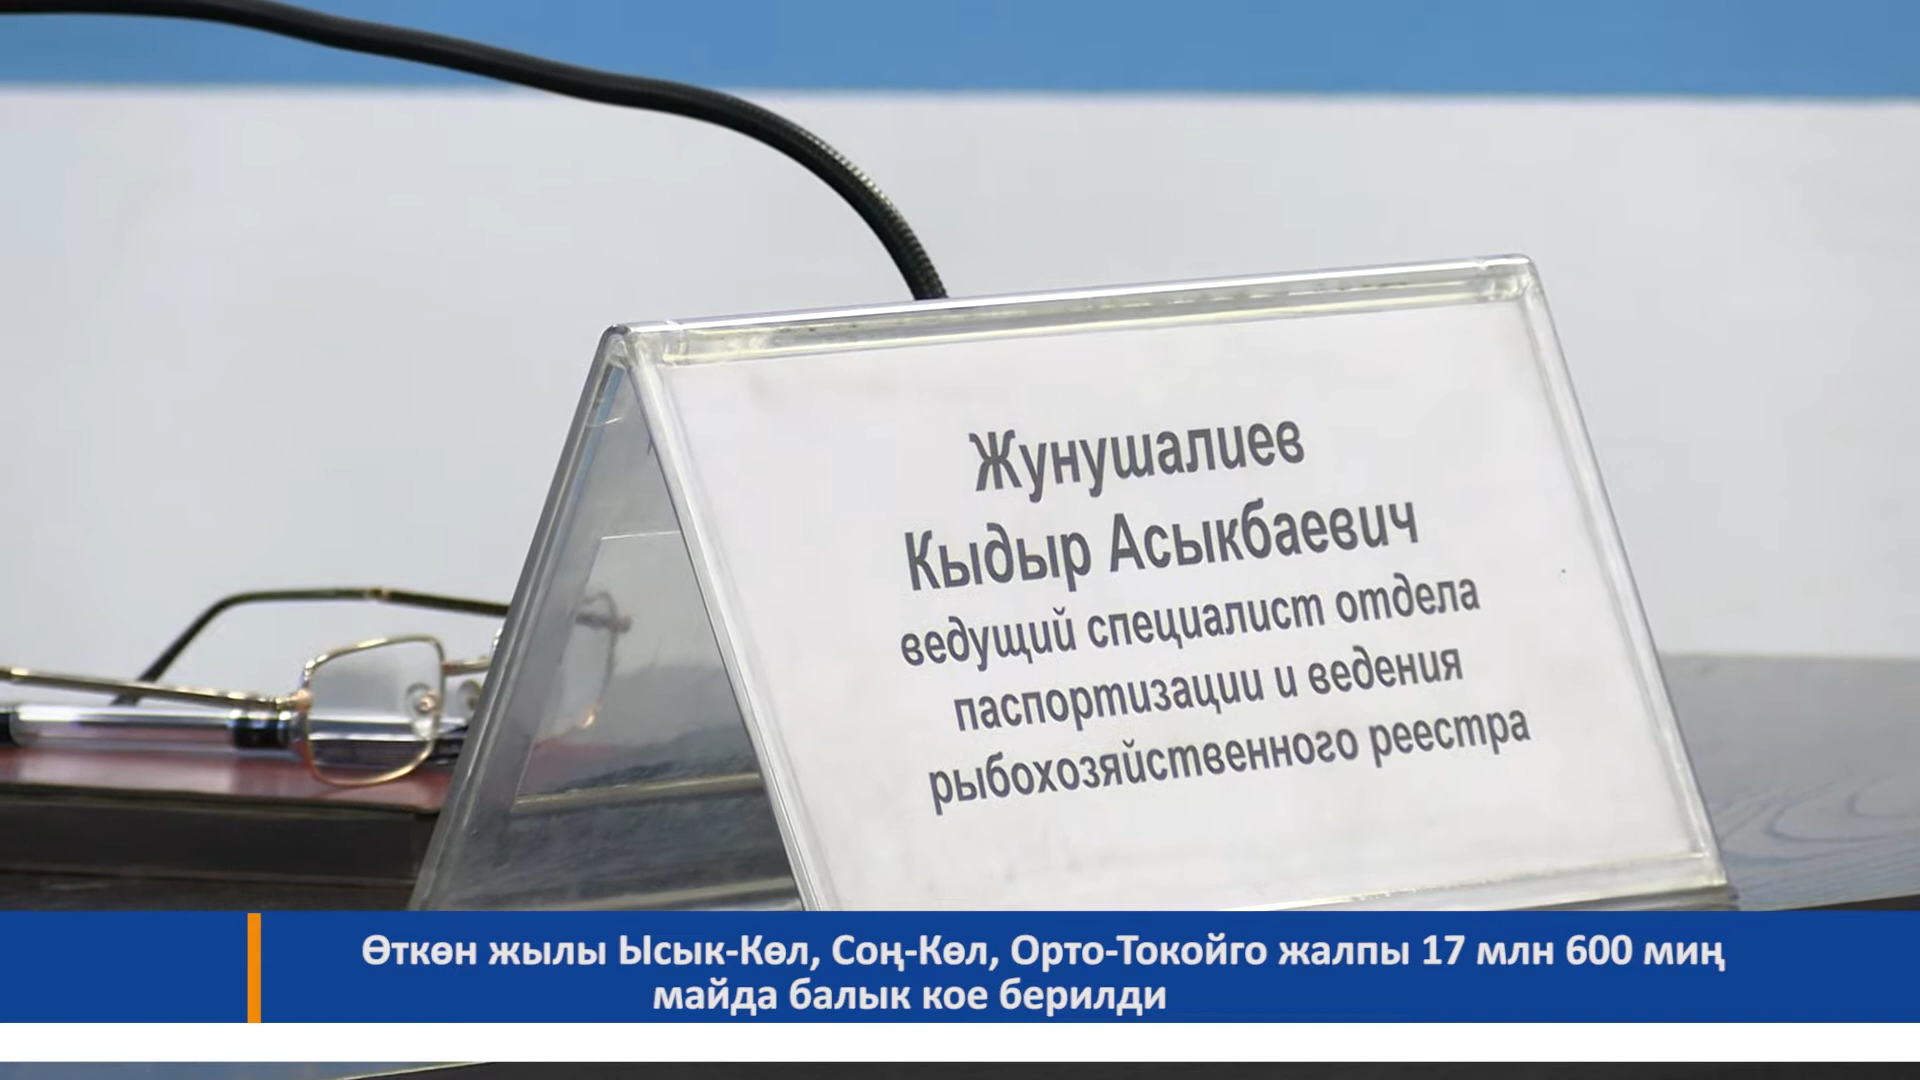 Жунушалиев
Кыдыр Асыкбаевич
ведущий специалист отдела
паспортизации и ведения
рыбохозяйственного реестра
Өткөн жылы Ысык-Көл, Соң-Көл, Орто-Токойго жалпы 17 млн 600 миң
майда балык кое берилди